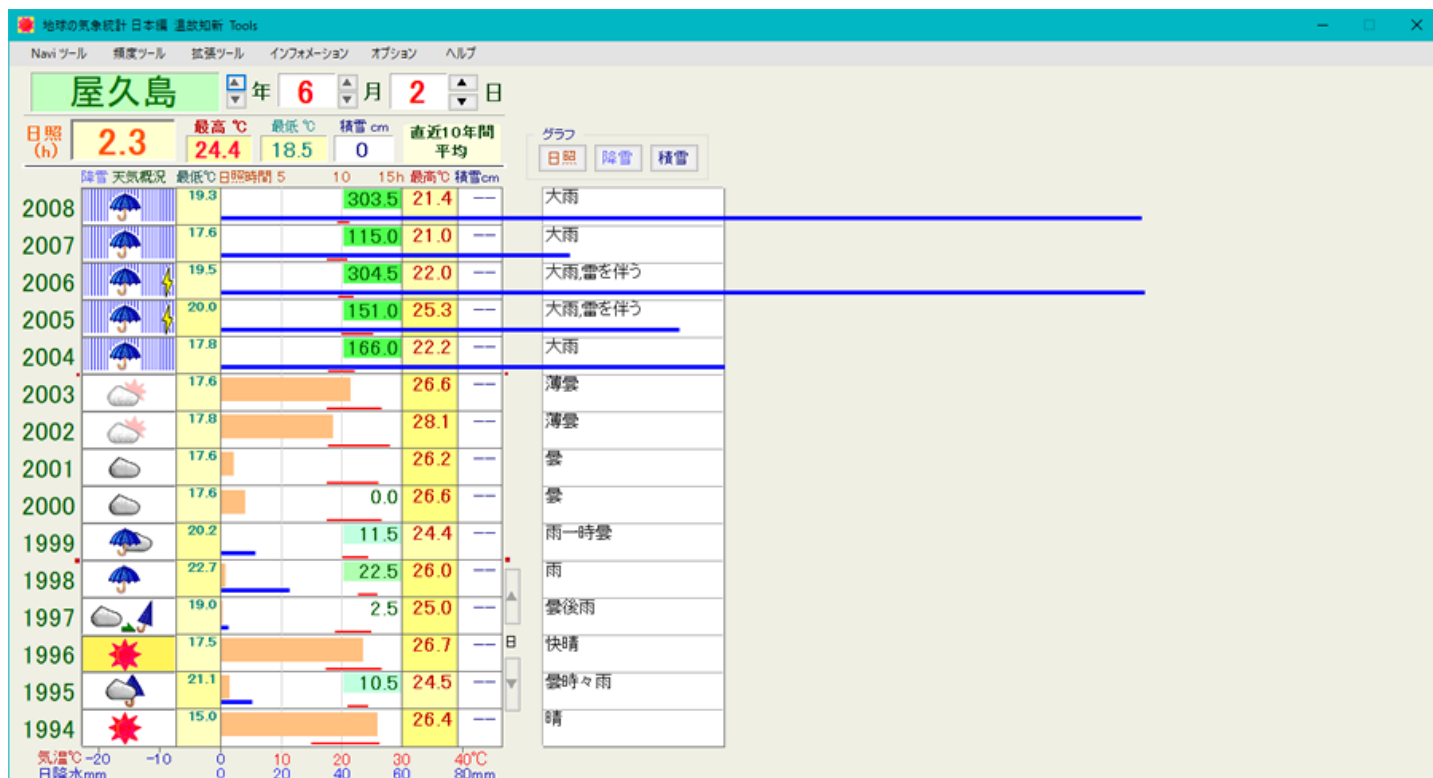 地球の気象統計 日本編 温故知新 Tools
Navi ツール 頻度ツール 拡張ツール インフォメーション オプション ヘルプ
屋久島 年 6 月 2 日
日照(h) 2.3 最高 ℃ 24.4 最低 ℃ 18.5 積雪 cm 0 直近10年間平均
グラフ
日照 降雪 積雪
降雪 天気概況 最低℃ 日照時間 5 10 15h 最高℃ 積雪cm
2008 19.3 303.5 21.4 -- 大雨
2007 17.6 115.0 21.0 -- 大雨
2006 19.5 304.5 22.0 -- 大雨,雷を伴う
2005 20.0 151.0 25.3 -- 大雨,雷を伴う
2004 17.8 166.0 22.2 -- 大雨
2003 17.6 26.6 -- 薄曇
2002 17.8 28.1 -- 薄曇
2001 17.6 26.2 -- 曇
2000 17.6 0.0 26.6 -- 曇
1999 20.2 11.5 24.4 -- 雨一時曇
1998 22.7 22.5 26.0 -- 雨
1997 19.0 2.5 25.0 -- 曇後雨
日
1996 17.5 26.7 -- 快晴
1995 21.1 10.5 24.5 -- 曇時々雨
1994 15.0 26.4 -- 晴
気温℃ -20 -10 0 10 20 30 40℃
日降水mm 0 20 40 60 80mm